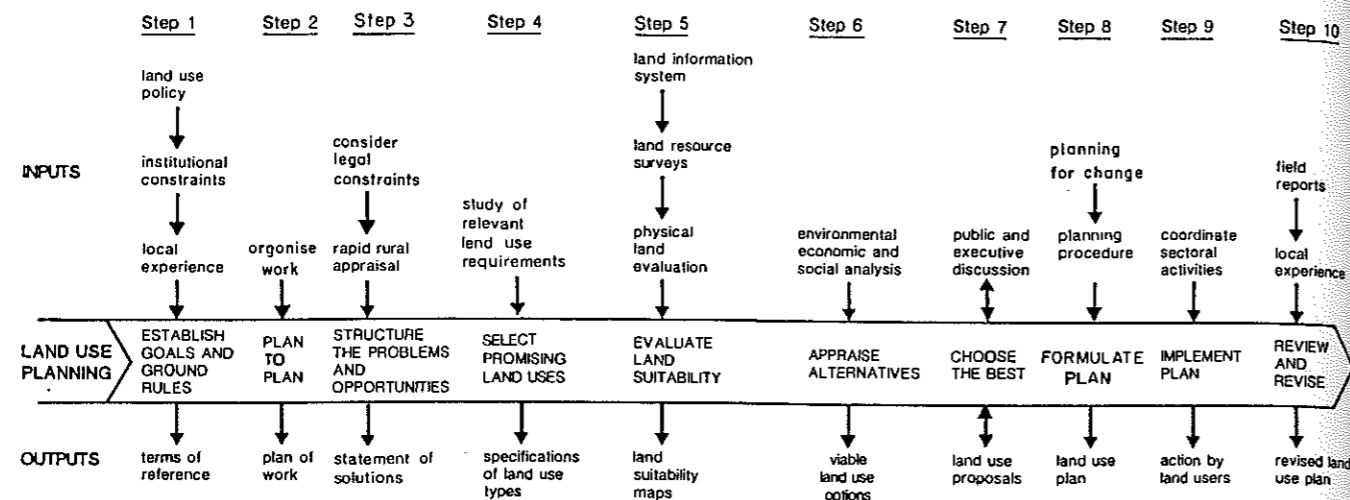 Step 1
Step 2
Step 3
Step 4
Step 5
Step 6
Step 7
Step 8
Step 9
Step 10
INPUTS
land use
policy
institutional
constraints
local
experience
orgonise
work
consider
legal
constraints
rapid rural
appraisal
study of
relevant
lend use
requirements
land information
system
land resource
surveys
physical
land
evaluation
environmental
economic and
social analysis
public and
executive
discussion
planning
for change
planning
procedure
coordinate
sectoral
activities
field
reports
local
experience
LAND USE
PLANNING
ESTABLISH
GOALS AND
GROUND
RULES
PLAN
TO
PLAN
STRUCTURE
THE PROBLEMS
AND
OPPORTUNITIES
SELECT
PROMISING
LAND USES
EVALUATE
LAND
SUITABILITY
APPRAISE
ALTERNATIVES
CHOOSE
THE BEST
FORMULATE
PLAN
IMPLEMENT
PLAN
REVIEW
AND
REVISE
OUTPUTS
terms of
reference
plan of
work
statement of
solutions
specifications
of land use
types
land
suitability
maps
viable
land use
options
land use
proposals
land use
plan
action by
land users
revised land
use plan